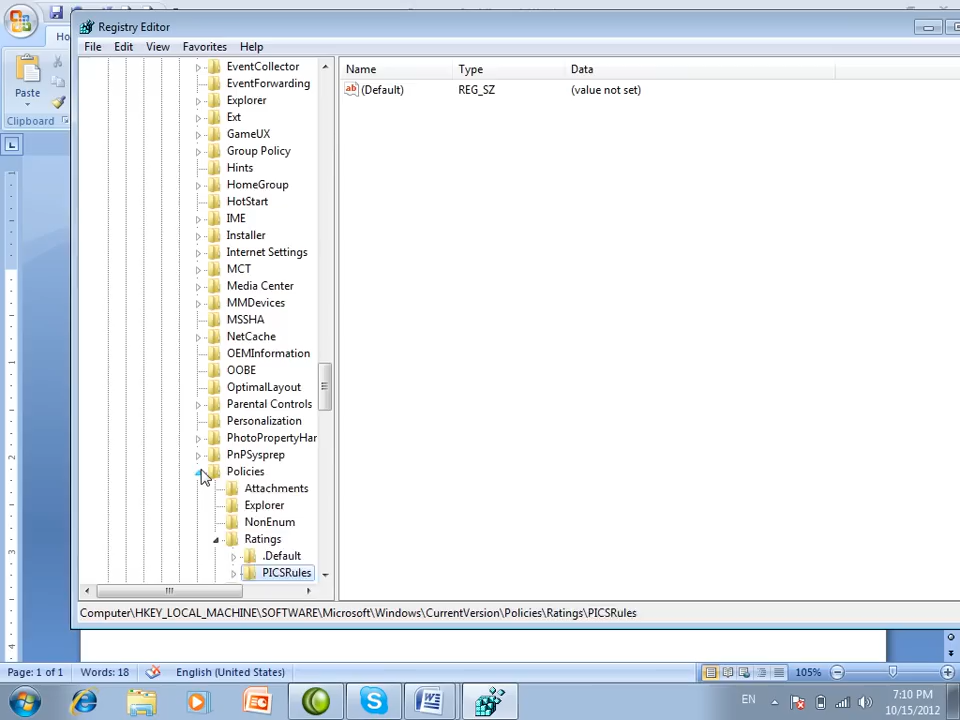 Registry Editor
File Edit View Favorites Help
Ho
Paste
Clipboard
EventCollector
EventForwarding
Explorer
Ext
GameUX
Group Policy
Hints
HomeGroup
HotStart
IME
Installer
Internet Settings
MCT
Media Center
MMDevices
MSSHA
NetCache
OEMInformation
OOBE
OptimalLayout
Parental Controls
Personalization
PhotoPropertyHan
PnPSysprep
Policies
Attachments
Explorer
NonEnum
Ratings
.Default
PICSRules
Name Type Data
ab (Default) REG_SZ (value not set)
Computer\HKEY_LOCAL_MACHINE\SOFTWARE\Microsoft\Windows\CurrentVersion\Policies\Ratings\PICSRules
Page: 1 of 1 Words: 18 English (United States) 105%
EN 7:10 PM
10/15/2012